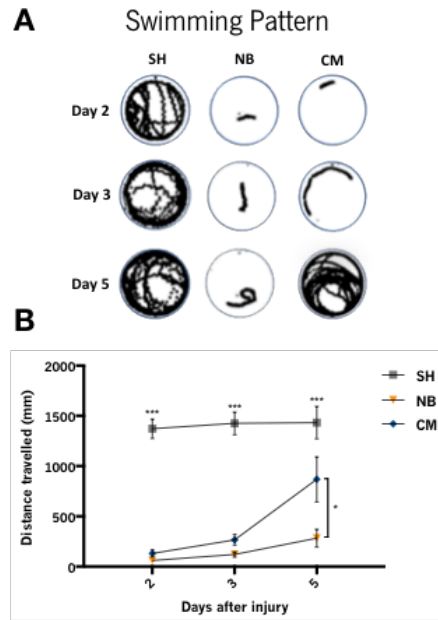 A
Swimming Pattern
SH NB CM
Day 2
Day 3
Day 5
B
2000
1500
1000
500
0
Distance travelled (mm)
*** *** ***
*
2 3 5
Days after injury
SH
NB
CM